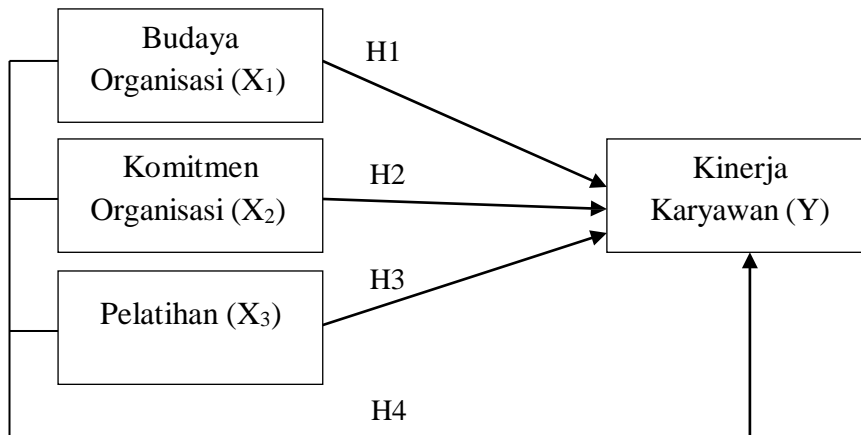 Budaya
Organisasi (X₁)
H1
Komitmen
Organisasi (X₂)
H2
Kinerja
Karyawan (Y)
Pelatihan (X₃)
H3
H4